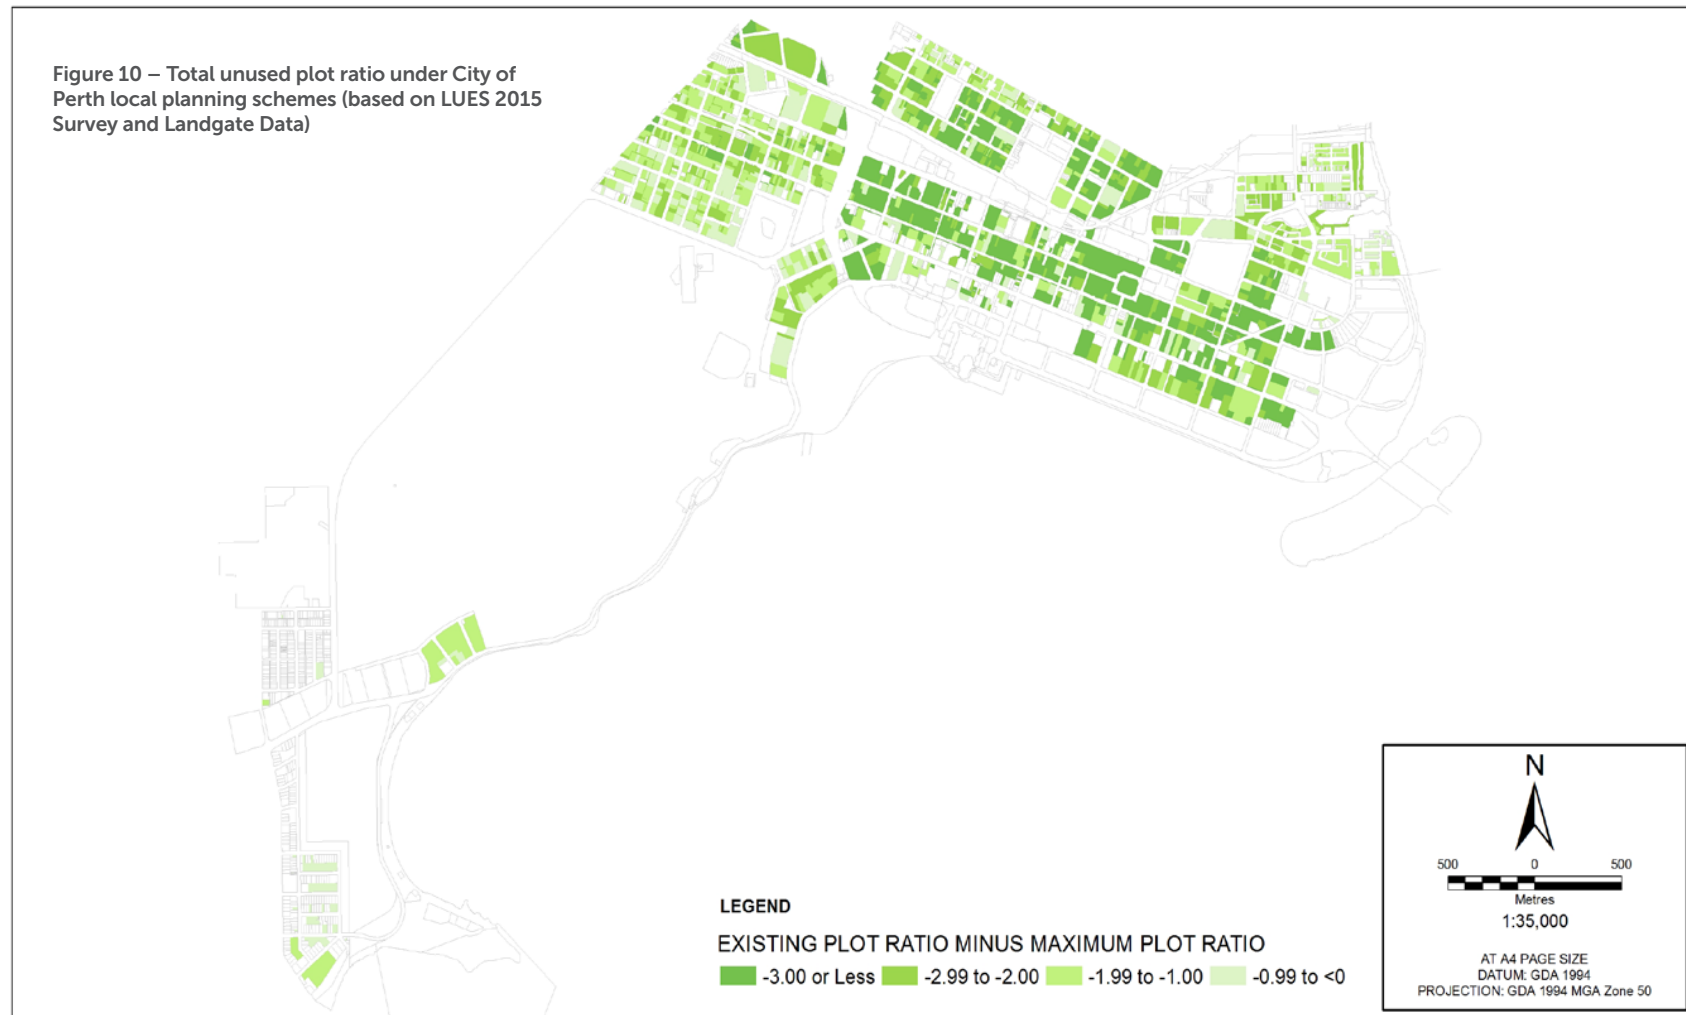 Figure 10 – Total unused plot ratio under City of
Perth local planning schemes (based on LUES 2015
Survey and Landgate Data)
LEGEND
EXISTING PLOT RATIO MINUS MAXIMUM PLOT RATIO
-3.00 or Less -2.99 to -2.00 -1.99 to -1.00 -0.99 to <0
N
500 0 500
Metres
1:35,000
AT A4 PAGE SIZE
DATUM: GDA 1994
PROJECTION: GDA 1994 MGA Zone 50